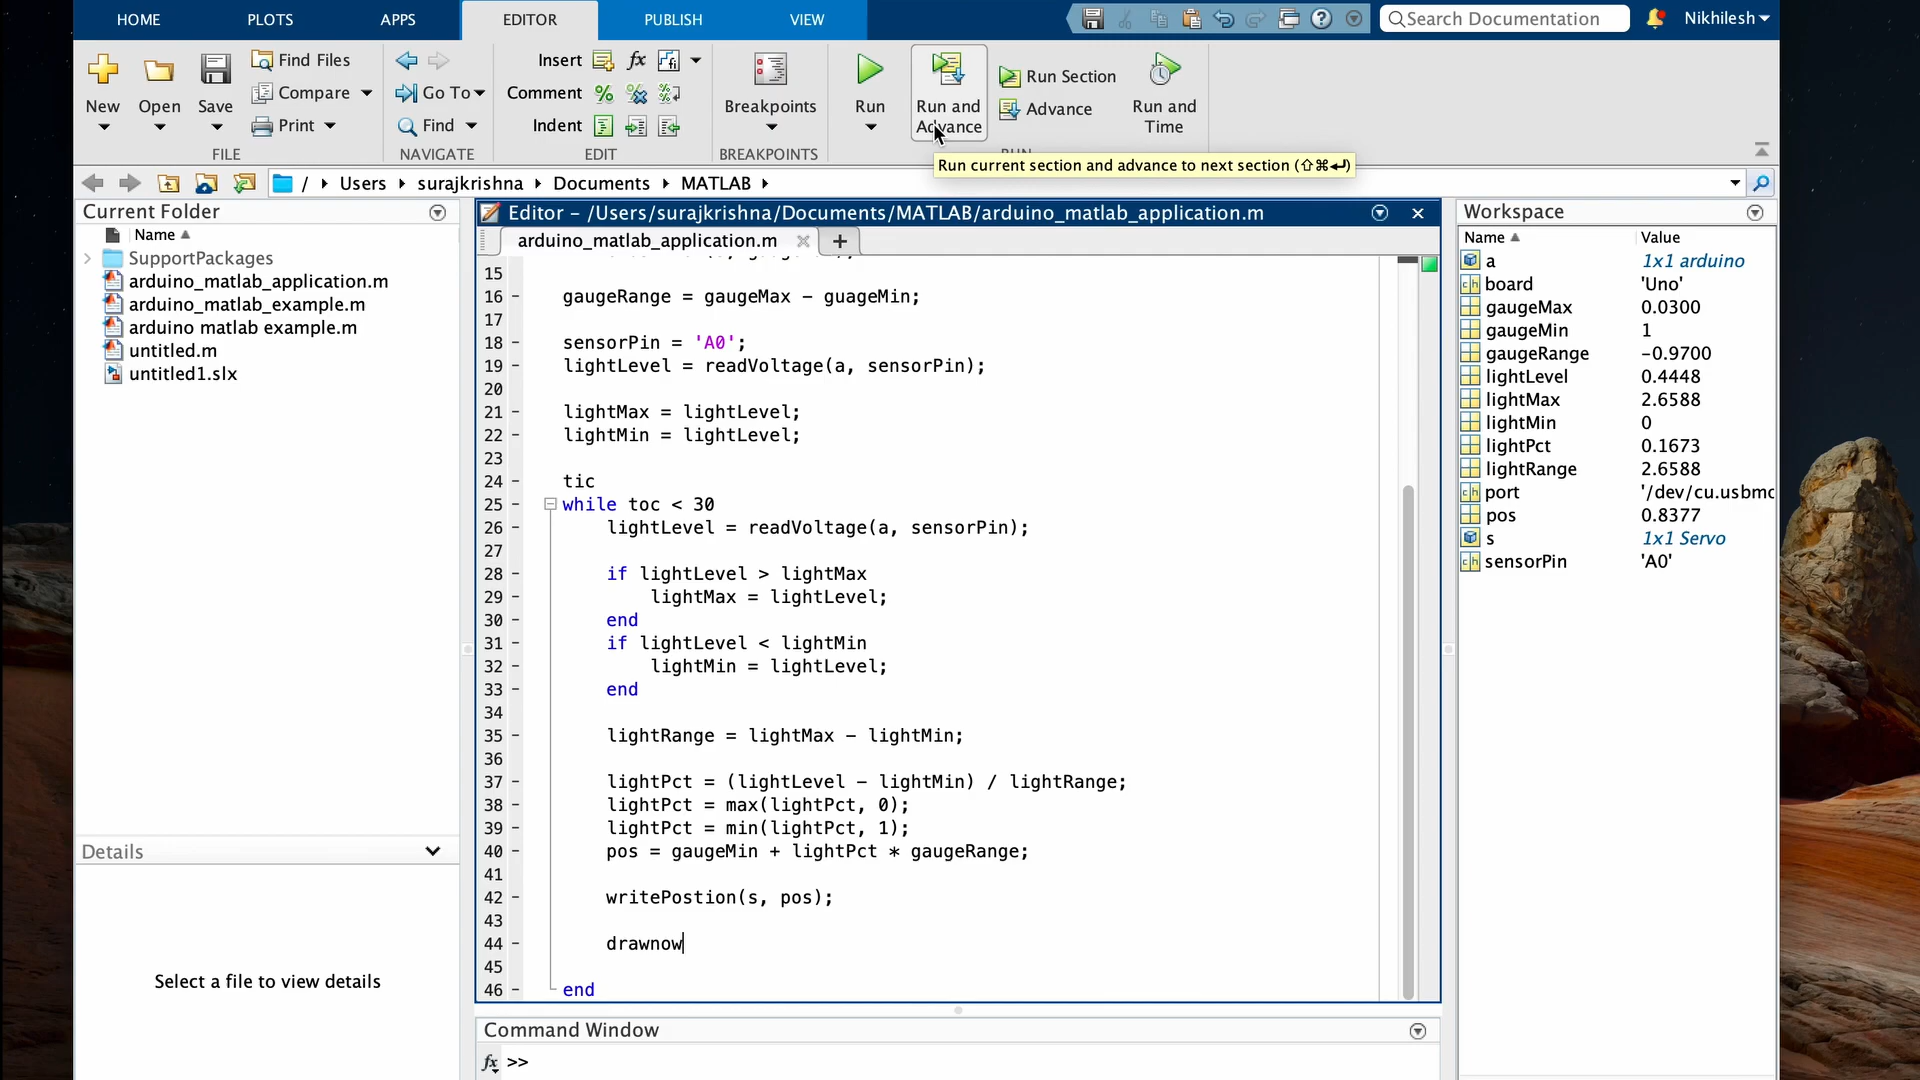 HOME PLOTS APPS EDITOR PUBLISH VIEW Search Documentation Nikhilesh
New Open Save Find Files Compare Print FILE
Go To Find NAVIGATE
Insert fx Comment Indent EDIT
Breakpoints BREAKPOINTS
Run Run and Advance Run Section Advance Run and Time
Run current section and advance to next section (⇧⌘↵)
/ Users surajkrishna Documents MATLAB
Current Folder
Name
SupportPackages
arduino_matlab_application.m
arduino_matlab_example.m
arduino matlab example.m
untitled.m
untitled1.slx
Details
Select a file to view details
Editor - /Users/surajkrishna/Documents/MATLAB/arduino_matlab_application.m
arduino_matlab_application.m
15
16 - gaugeRange = gaugeMax - guageMin;
17
18 - sensorPin = 'A0';
19 - lightLevel = readVoltage(a, sensorPin);
20
21 - lightMax = lightLevel;
22 - lightMin = lightLevel;
23
24 - tic
25 - while toc < 30
26 - lightLevel = readVoltage(a, sensorPin);
27
28 - if lightLevel > lightMax
29 - lightMax = lightLevel;
30 - end
31 - if lightLevel < lightMin
32 - lightMin = lightLevel;
33 - end
34
35 - lightRange = lightMax - lightMin;
36
37 - lightPct = (lightLevel - lightMin) / lightRange;
38 - lightPct = max(lightPct, 0);
39 - lightPct = min(lightPct, 1);
40 - pos = gaugeMin + lightPct * gaugeRange;
41
42 - writePostion(s, pos);
43
44 - drawnow
45
46 - end
Command Window
fx >>
Workspace
Name Value
a 1x1 arduino
board 'Uno'
gaugeMax 0.0300
gaugeMin 1
gaugeRange -0.9700
lightLevel 0.4448
lightMax 2.6588
lightMin 0
lightPct 0.1673
lightRange 2.6588
port '/dev/cu.usbmo
pos 0.8377
s 1x1 Servo
sensorPin 'A0'